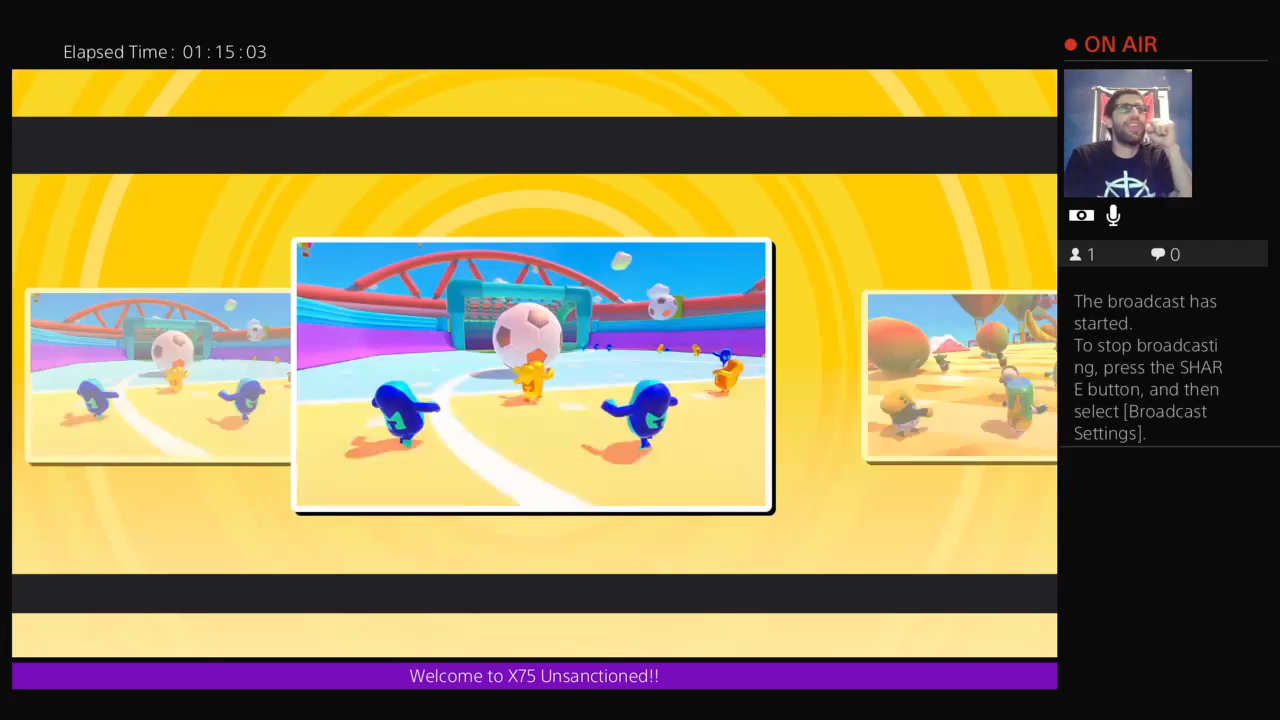 Elapsed Time: 01:15:03
ON AIR
1
0
The broadcast has
started.
To stop broadcasti
ng, press the SHAR
E button, and then
select [Broadcast
Settings].
Welcome to X75 Unsanctioned!!